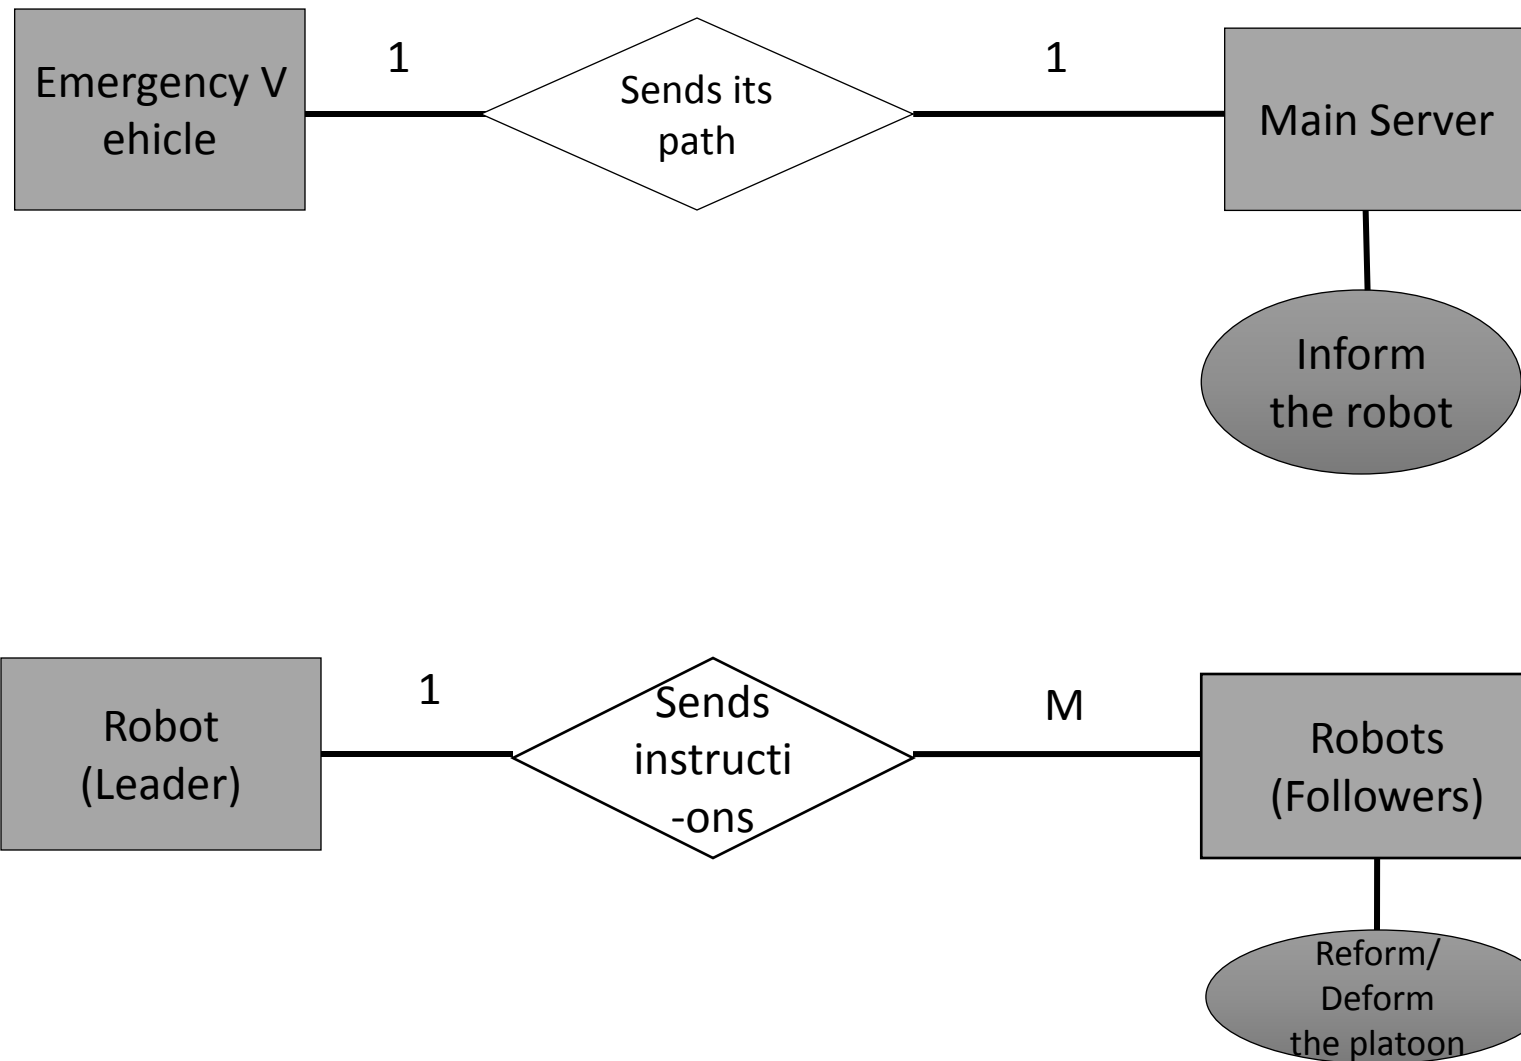 Emergency V
ehicle
1
Sends its
path
1
Main Server
Inform
the robot
Robot
(Leader)
1
Sends
instructi
-ons
M
Robots
(Followers)
Reform/
Deform
the platoon